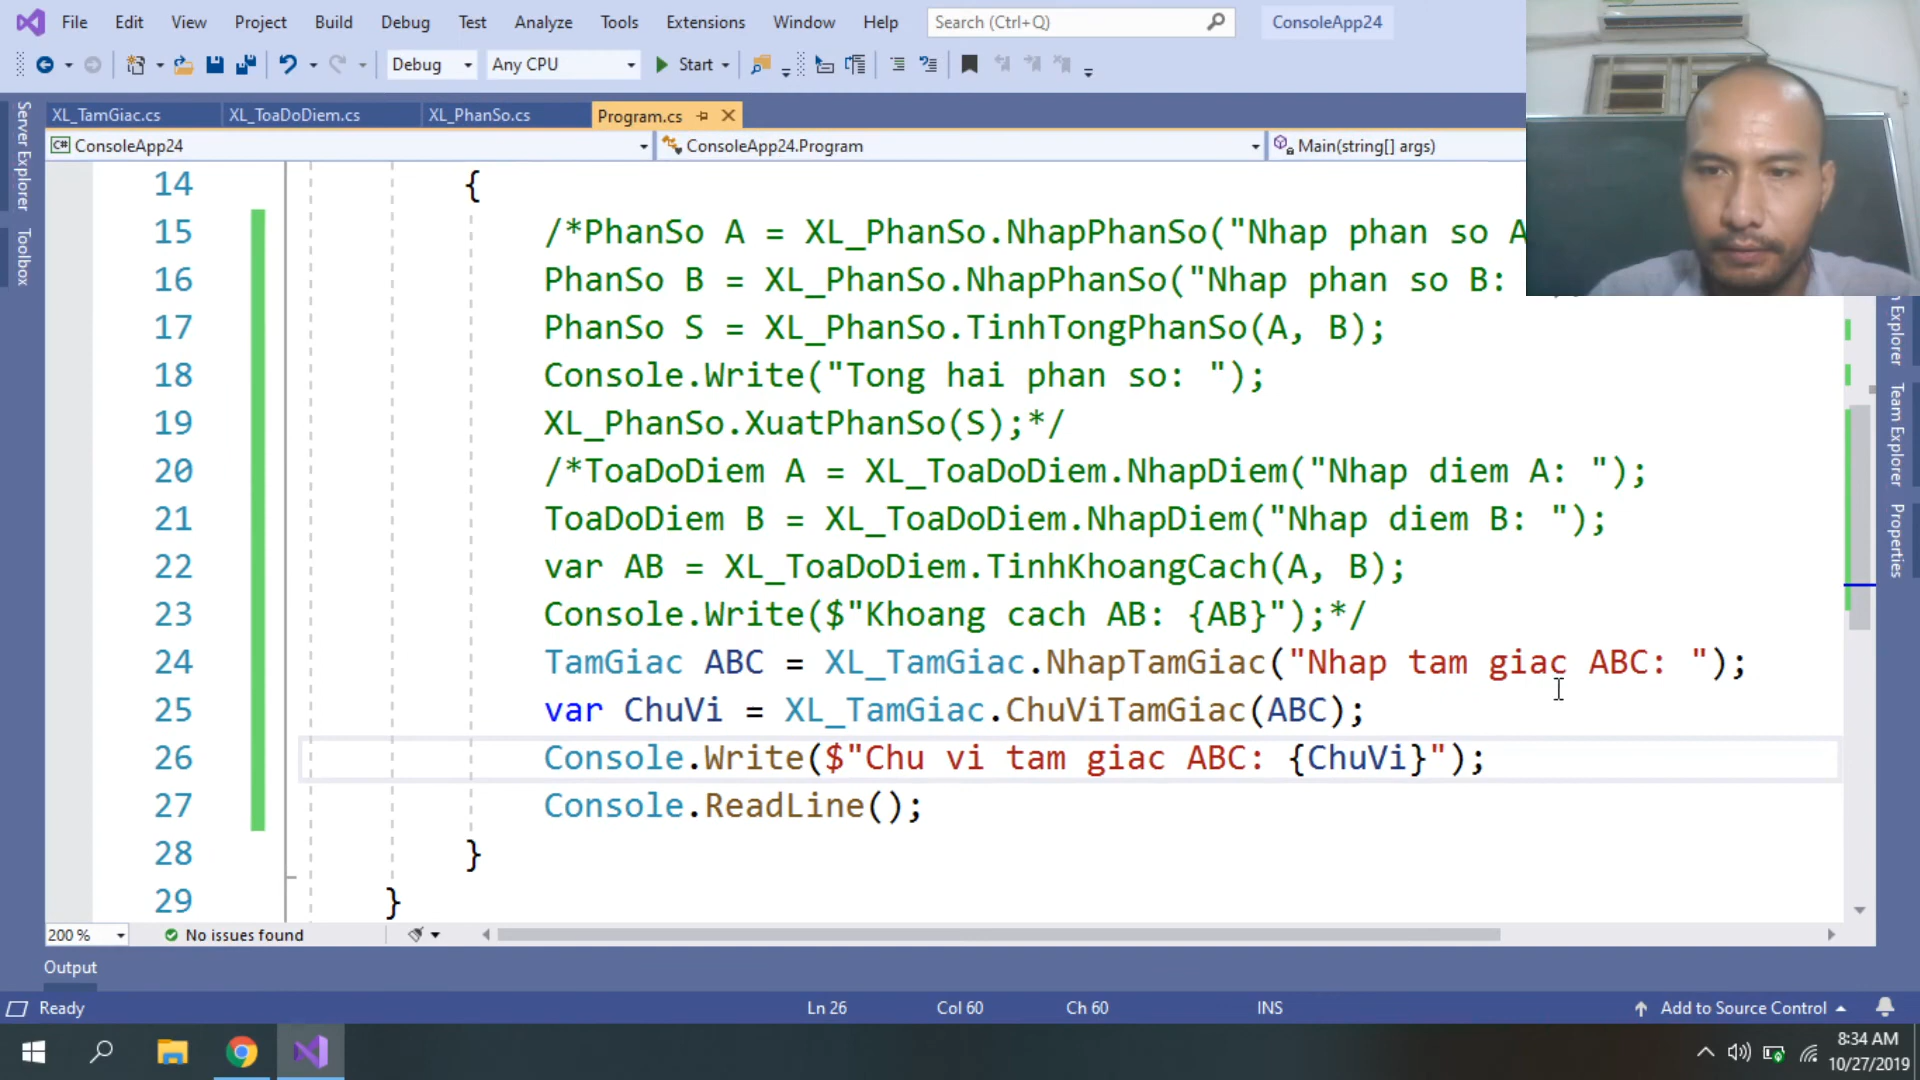 File Edit View Project Build Debug Test Analyze Tools Extensions Window Help Search (Ctrl+Q) ConsoleApp24
Debug Any CPU Start
XL_TamGiac.cs XL_ToaDoDiem.cs XL_PhanSo.cs Program.cs
C# ConsoleApp24 ConsoleApp24.Program Main(string[] args)
Server Explorer
Toolbox
14 {
15 /*PhanSo A = XL_PhanSo.NhapPhanSo("Nhap phan so A
16 PhanSo B = XL_PhanSo.NhapPhanSo("Nhap phan so B:
17 PhanSo S = XL_PhanSo.TinhTongPhanSo(A, B);
18 Console.Write("Tong hai phan so: ");
19 XL_PhanSo.XuatPhanSo(S);*/
20 /*ToaDoDiem A = XL_ToaDoDiem.NhapDiem("Nhap diem A: ");
21 ToaDoDiem B = XL_ToaDoDiem.NhapDiem("Nhap diem B: ");
22 var AB = XL_ToaDoDiem.TinhKhoangCach(A, B);
23 Console.Write($"Khoang cach AB: {AB}");*/
24 TamGiac ABC = XL_TamGiac.NhapTamGiac("Nhap tam giac ABC: ");
25 var ChuVi = XL_TamGiac.ChuViTamGiac(ABC);
26 Console.Write($"Chu vi tam giac ABC: {ChuVi}");
27 Console.ReadLine();
28 }
29 }
Explorer
Team Explorer
Properties
200 % No issues found
Output
Ready Ln 26 Col 60 Ch 60 INS Add to Source Control
8:34 AM
10/27/2019